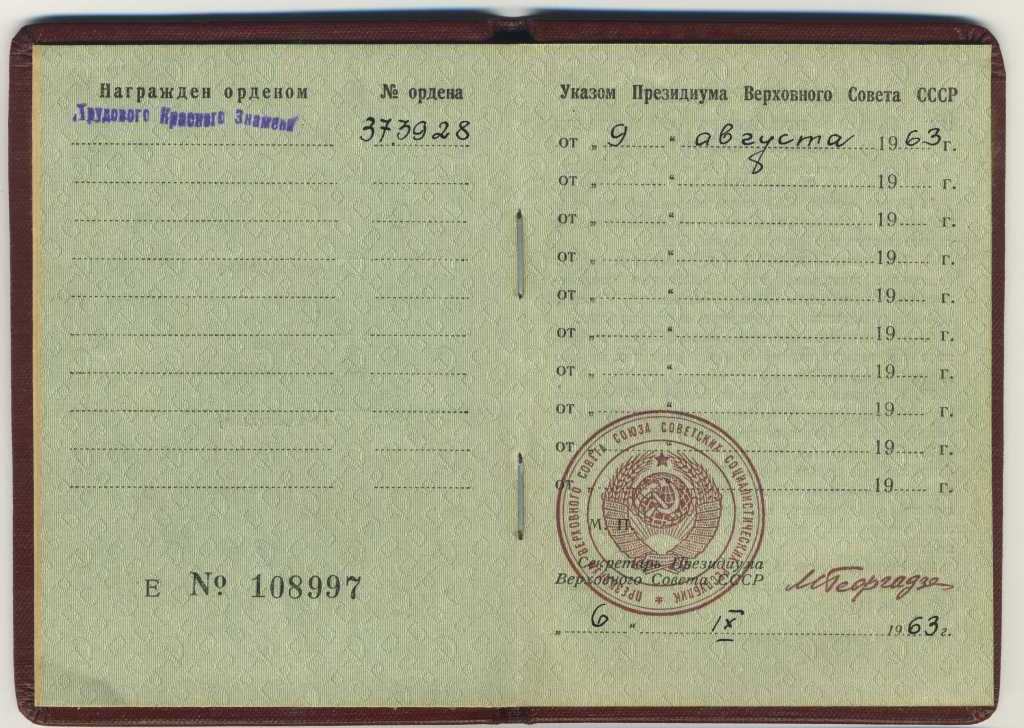 Награжден орденом
Трудового Красного Знамени
№ ордена
373928
Е № 108997
Указом Президиума Верховного Совета СССР
от „ 9 “ августа 1963 г.
от „ “ 19 г.
от „ “ 19 г.
от „ “ 19 г.
от „ “ 19 г.
от „ “ 19 г.
от „ “ 19 г.
от „ “ 19 г.
от „ “ 19 г.
от „ “ 19 г.
ПРЕЗИДИУМ ВЕРХОВНОГО СОВЕТА СОЮЗА СОВЕТСКИХ СОЦИАЛИСТИЧЕСКИХ РЕСПУБЛИК *
М. П.
Секретарь Президиума
Верховного Совета СССР
М Георгадзе
„ 6 “ IX 1963 г.